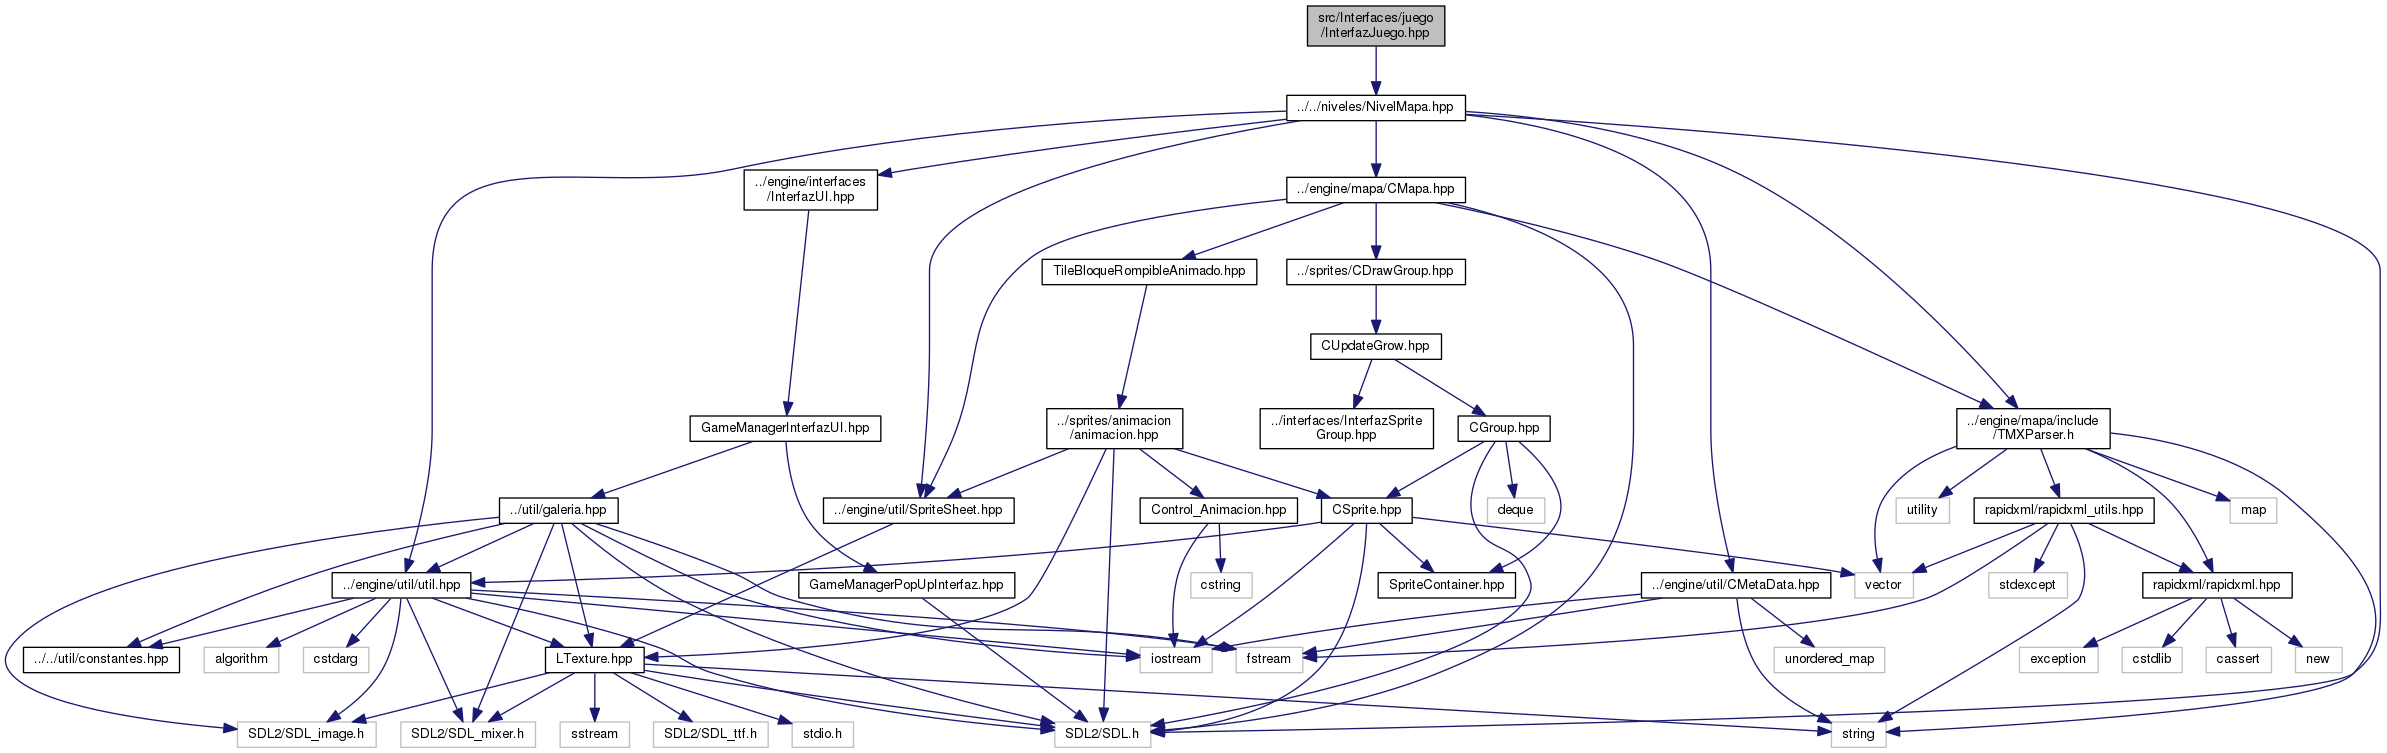 src/Interfaces/juego
/InterfazJuego.hpp
../../niveles/NivelMapa.hpp
../engine/interfaces
/InterfazUI.hpp
../engine/mapa/CMapa.hpp
TileBloqueRompibleAnimado.hpp
../sprites/CDrawGroup.hpp
CUpdateGrow.hpp
GameManagerInterfazUI.hpp
../sprites/animacion
/animacion.hpp
../interfaces/InterfazSprite
Group.hpp
CGroup.hpp
../engine/mapa/include
/TMXParser.h
../util/galeria.hpp
../engine/util/SpriteSheet.hpp
Control_Animacion.hpp
CSprite.hpp
deque
utility
rapidxml/rapidxml_utils.hpp
map
../engine/util/util.hpp
GameManagerPopUpInterfaz.hpp
cstring
SpriteContainer.hpp
../engine/util/CMetaData.hpp
vector
stdexcept
rapidxml/rapidxml.hpp
../../util/constantes.hpp
algorithm
cstdarg
LTexture.hpp
iostream
fstream
unordered_map
exception
cstdlib
cassert
new
SDL2/SDL_image.h
SDL2/SDL_mixer.h
sstream
SDL2/SDL_ttf.h
stdio.h
SDL2/SDL.h
string